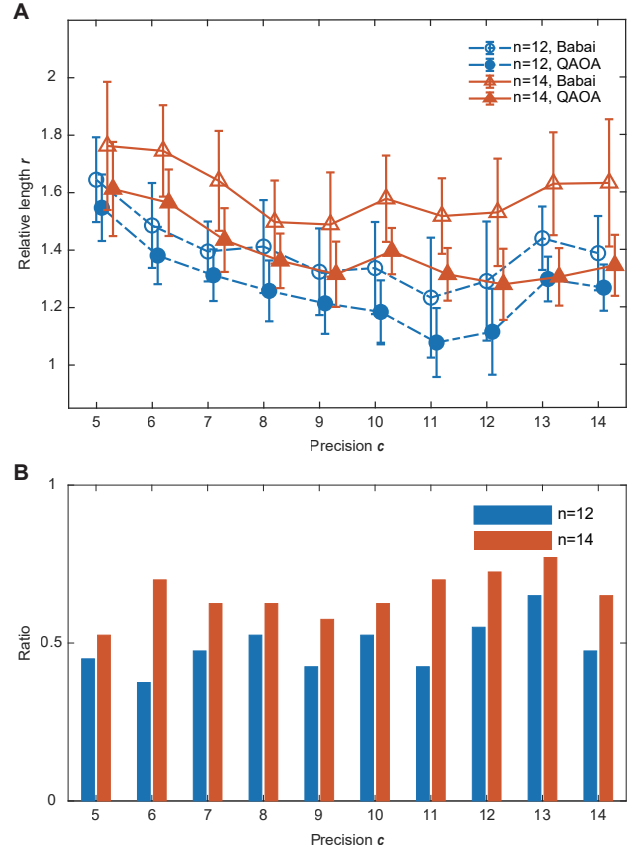 A
2
1.8
1.6
1.4
1.2
1
Relative length r
n=12, Babai
n=12, QAOA
n=14, Babai
n=14, QAOA
5 6 7 8 9 10 11 12 13 14
Precision c
B
1
0.5
0
Ratio
n=12
n=14
5 6 7 8 9 10 11 12 13 14
Precision c